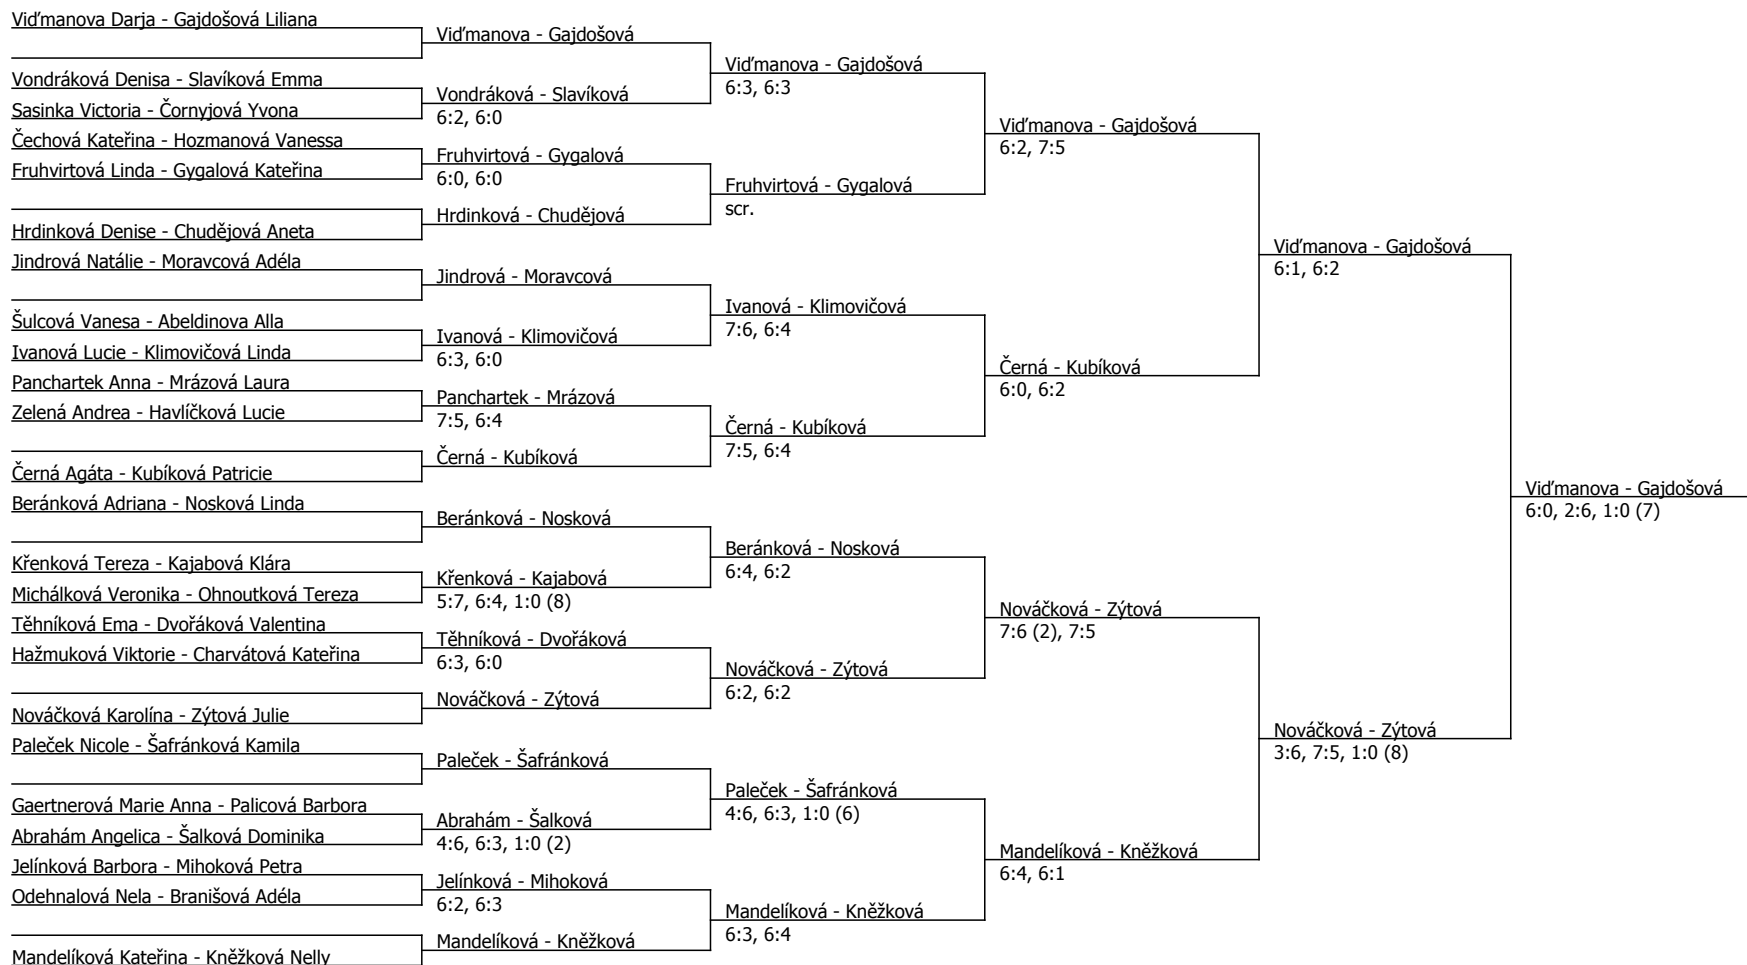 Viďmanova Darja - Gajdošová Liliana
Vondráková Denisa - Slavíková Emma
Sasinka Victoria - Čornyjová Yvona
Čechová Kateřina - Hozmanová Vanessa
Fruhvirtová Linda - Gygalová Kateřina
Hrdinková Denise - Chudějová Aneta
Jindrová Natálie - Moravcová Adéla
Šulcová Vanesa - Abeldinova Alla
Ivanová Lucie - Klimovičová Linda
Panchartek Anna - Mrázová Laura
Zelená Andrea - Havlíčková Lucie
Černá Agáta - Kubíková Patricie
Beránková Adriana - Nosková Linda
Křenková Tereza - Kajabová Klára
Michálková Veronika - Ohnoutková Tereza
Těhníková Ema - Dvořáková Valentina
Hažmuková Viktorie - Charvátová Kateřina
Nováčková Karolína - Zýtová Julie
Paleček Nicole - Šafránková Kamila
Gaertnerová Marie Anna - Palicová Barbora
Abrahám Angelica - Šalková Dominika
Jelínková Barbora - Mihoková Petra
Odehnalová Nela - Branišová Adéla
Mandelíková Kateřina - Kněžková Nelly
Viďmanova - Gajdošová
Vondráková - Slavíková
6:2, 6:0
Fruhvirtová - Gygalová
6:0, 6:0
Hrdinková - Chudějová
Jindrová - Moravcová
Ivanová - Klimovičová
6:3, 6:0
Panchartek - Mrázová
7:5, 6:4
Černá - Kubíková
Beránková - Nosková
Křenková - Kajabová
5:7, 6:4, 1:0 (8)
Těhníková - Dvořáková
6:3, 6:0
Nováčková - Zýtová
Paleček - Šafránková
Abrahám - Šalková
4:6, 6:3, 1:0 (2)
Jelínková - Mihoková
6:2, 6:3
Mandelíková - Kněžková
Viďmanova - Gajdošová
6:3, 6:3
Fruhvirtová - Gygalová
scr.
Ivanová - Klimovičová
7:6, 6:4
Černá - Kubíková
7:5, 6:4
Beránková - Nosková
6:4, 6:2
Nováčková - Zýtová
6:2, 6:2
Paleček - Šafránková
4:6, 6:3, 1:0 (6)
Mandelíková - Kněžková
6:3, 6:4
Viďmanova - Gajdošová
6:2, 7:5
Černá - Kubíková
6:0, 6:2
Nováčková - Zýtová
7:6 (2), 7:5
Mandelíková - Kněžková
6:4, 6:1
Viďmanova - Gajdošová
6:1, 6:2
Nováčková - Zýtová
3:6, 7:5, 1:0 (8)
Viďmanova - Gajdošová
6:0, 2:6, 1:0 (7)